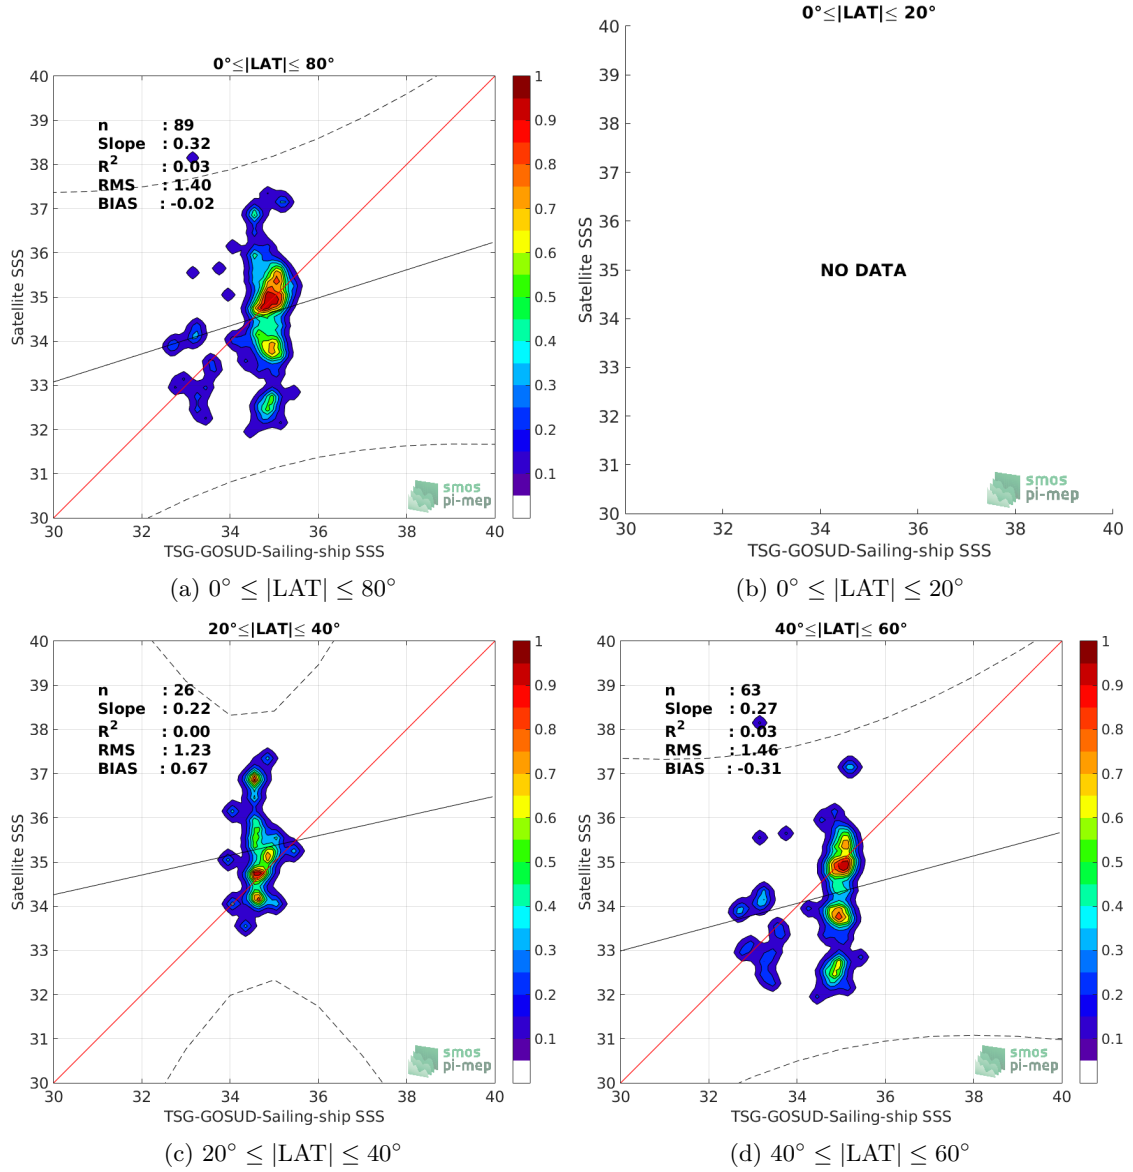 0°≤|LAT|≤ 80°
n : 89
Slope : 0.32
R² : 0.03
RMS : 1.40
BIAS : -0.02
40
39
38
37
36
35
34
33
32
31
30
Satellite SSS
30 32 34 36 38 40
TSG-GOSUD-Sailing-ship SSS
1
0.9
0.8
0.7
0.6
0.5
0.4
0.3
0.2
0.1
smos
pi-mep
(a) 0° ≤ |LAT| ≤ 80°
0°≤|LAT|≤ 20°
40
39
38
37
36
35
34
33
32
31
30
Satellite SSS
NO DATA
30 32 34 36 38 40
TSG-GOSUD-Sailing-ship SSS
smos
pi-mep
(b) 0° ≤ |LAT| ≤ 20°
20°≤|LAT|≤ 40°
n : 26
Slope : 0.22
R² : 0.00
RMS : 1.23
BIAS : 0.67
40
39
38
37
36
35
34
33
32
31
30
Satellite SSS
30 32 34 36 38 40
TSG-GOSUD-Sailing-ship SSS
1
0.9
0.8
0.7
0.6
0.5
0.4
0.3
0.2
0.1
smos
pi-mep
(c) 20° ≤ |LAT| ≤ 40°
40°≤|LAT|≤ 60°
n : 63
Slope : 0.27
R² : 0.03
RMS : 1.46
BIAS : -0.31
40
39
38
37
36
35
34
33
32
31
30
Satellite SSS
30 32 34 36 38 40
TSG-GOSUD-Sailing-ship SSS
1
0.9
0.8
0.7
0.6
0.5
0.4
0.3
0.2
0.1
smos
pi-mep
(d) 40° ≤ |LAT| ≤ 60°